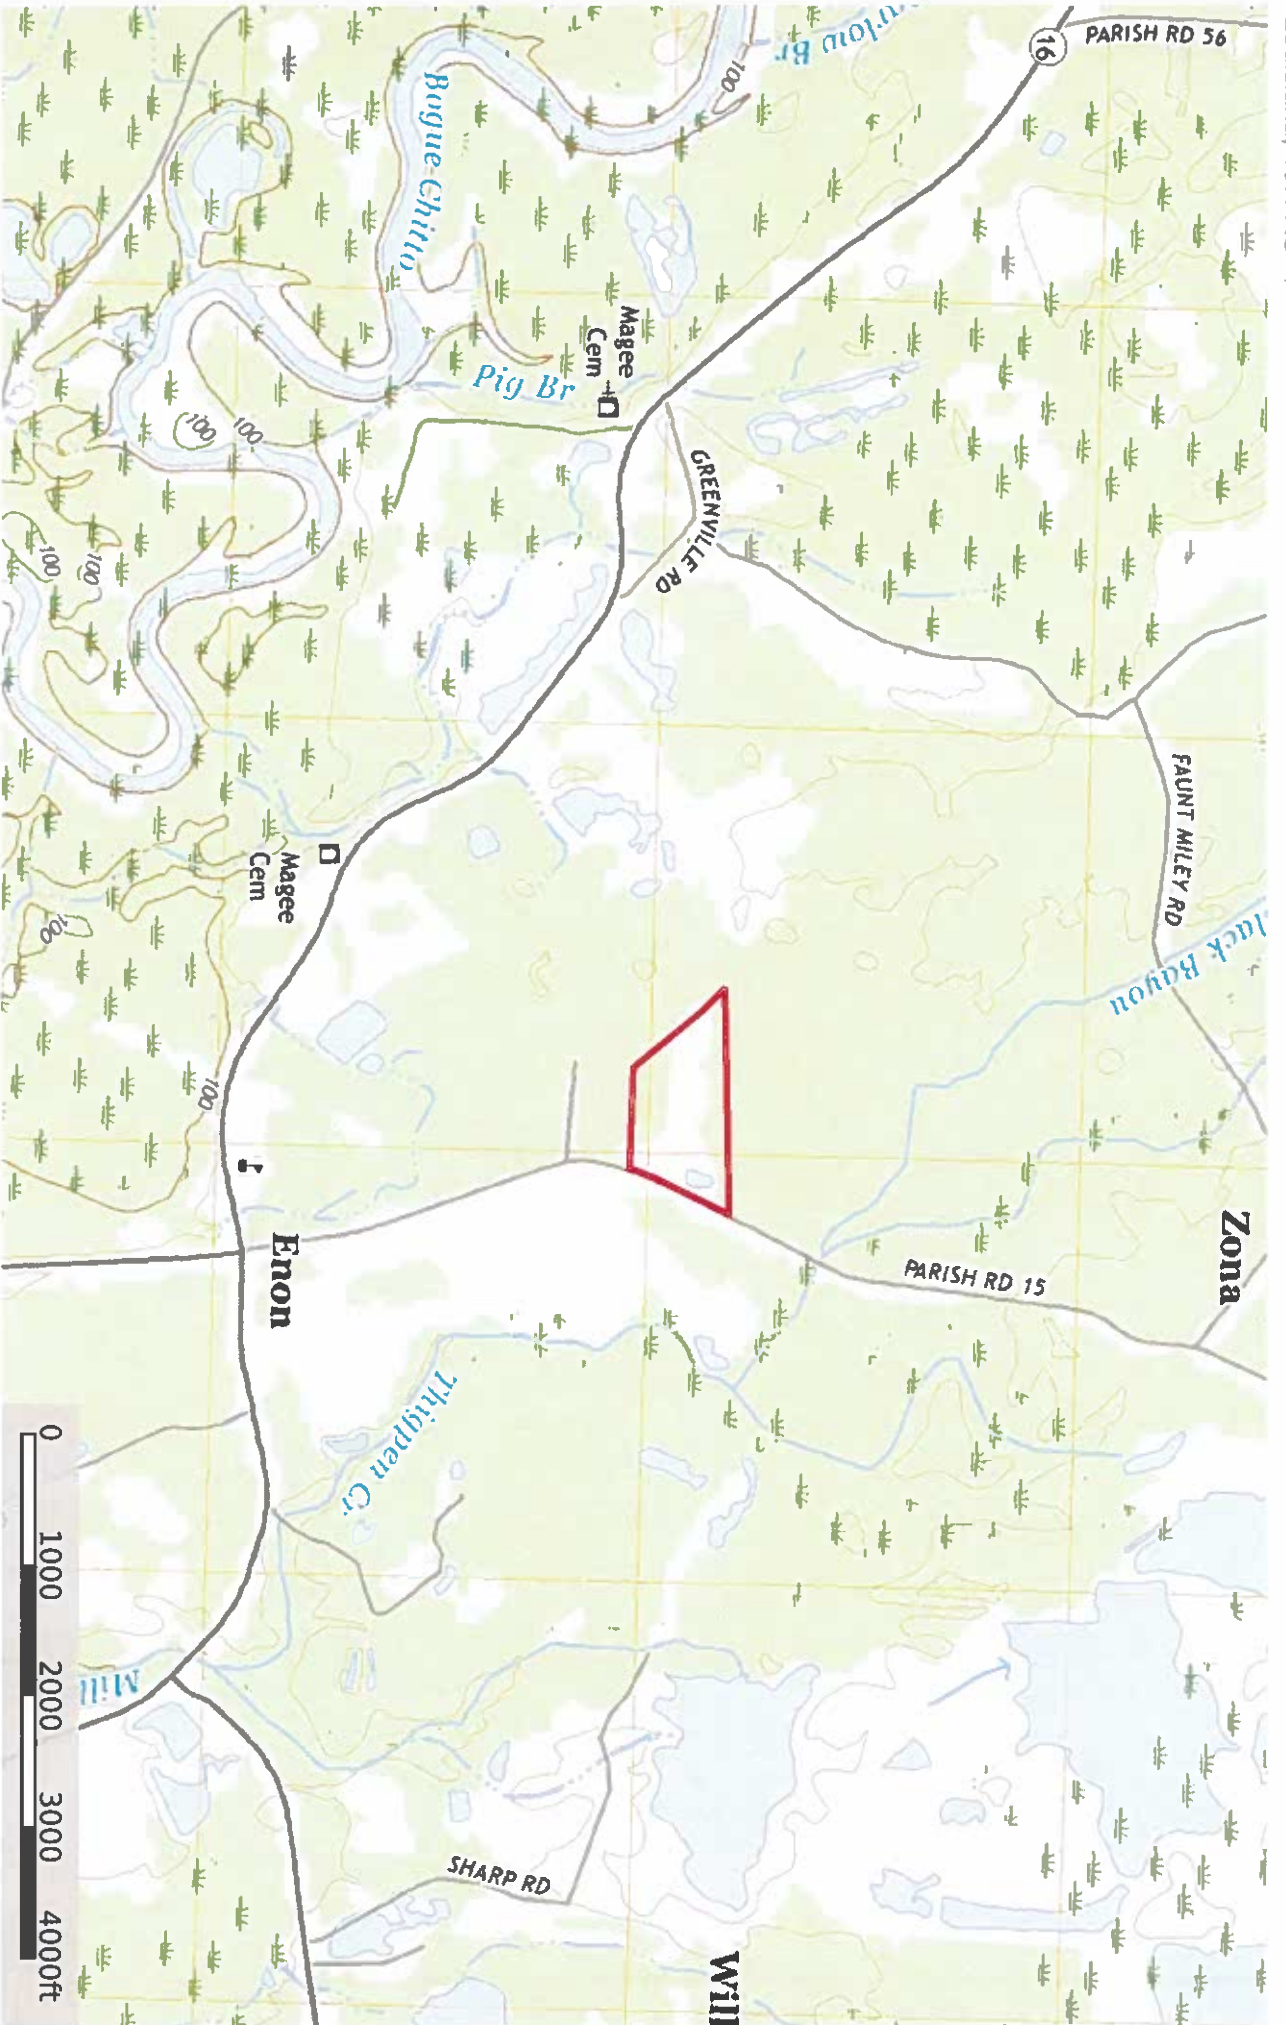 PARISH RD 56
16
100
Bogue Chitto
Magee
Cem
Pig Br
GREENVILLE RD
100
100
100
100
FAUNT MILEY RD
Magee
Cem
100
100
Zona
Enon
PARISH RD 15
Thigpen Cr
Mill
SHARP RD
0 1000 2000 3000 4000ft